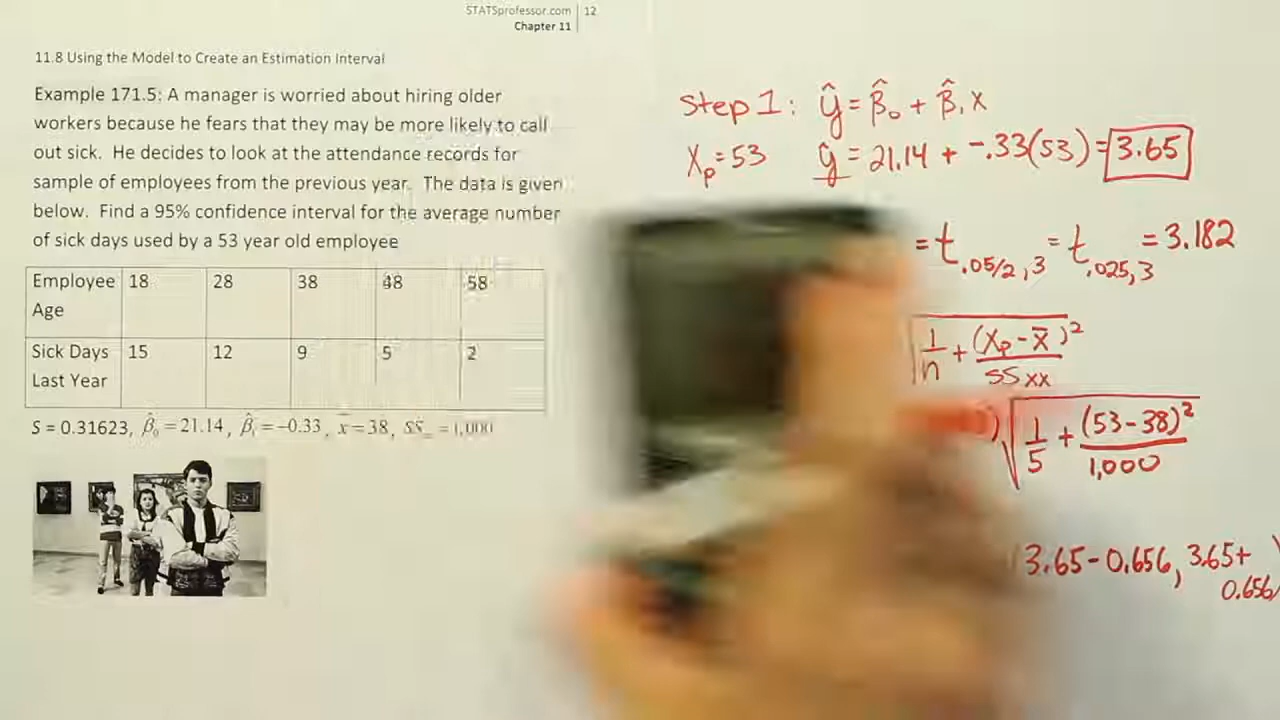 STATSprofessor.com 12
Chapter 11
11.8 Using the Model to Create an Estimation Interval
Example 171.5: A manager is worried about hiring older
workers because he fears that they may be more likely to call
out sick. He decides to look at the attendance records for
sample of employees from the previous year. The data is given
below. Find a 95% confidence interval for the average number
of sick days used by a 53 year old employee
Employee Age 18 28 38 48 58
Sick Days Last Year 15 12 9 5 2
S = 0.31623, β̂₀ = 21.14, β̂₁ = -0.33, x̄ = 38, SS = 1,000
Step 1: ŷ = β̂₀ + β̂₁ x
Xp = 53 ŷ = 21.14 + -.33(53) = 3.65
= t.05/2, 3 = t.025, 3 = 3.182
√(1/n + (Xp - x̄)²/SSxx)
) √(1/5 + (53-38)²/1,000)
(3.65 - 0.656, 3.65 + 0.656)